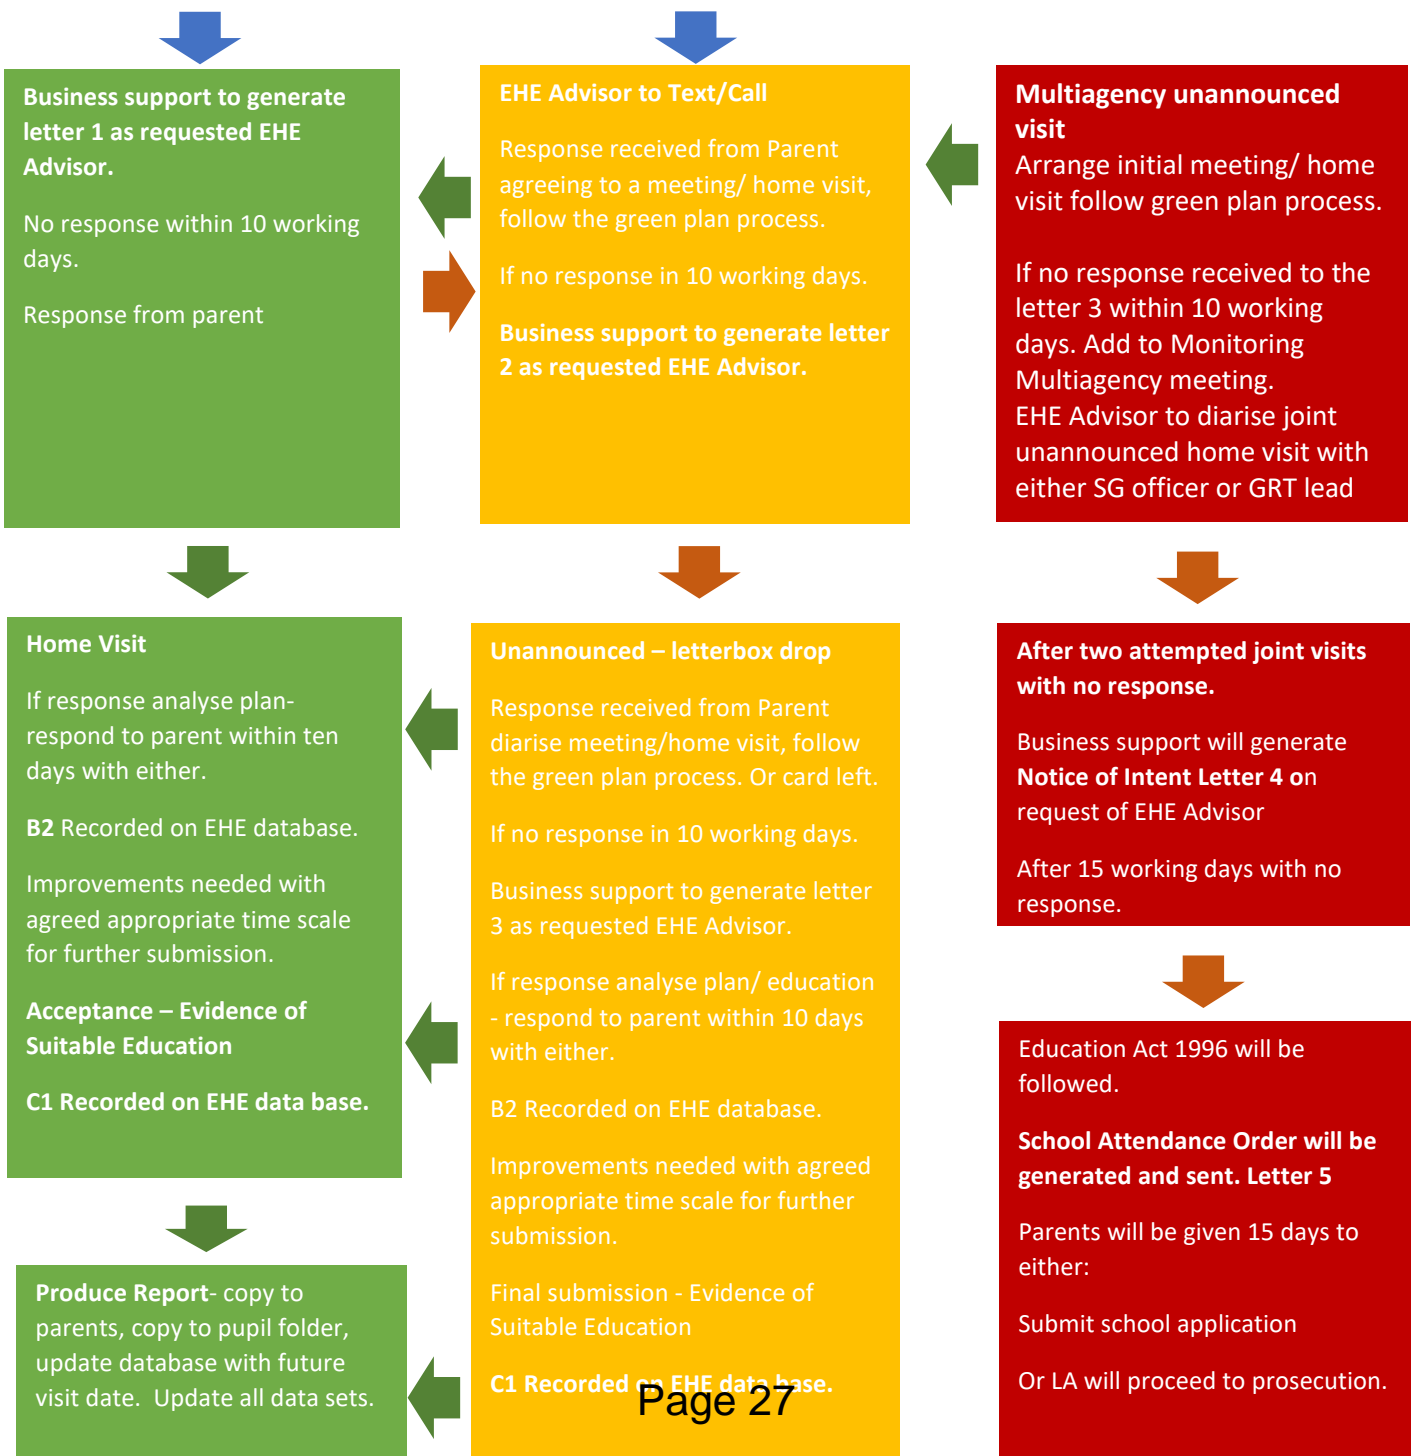 Business support to generate
letter 1 as requested EHE
Advisor.
No response within 10 working
days.
Response from parent
EHE Advisor to Text/Call
Response received from Parent
agreeing to a meeting/ home visit,
follow the green plan process.
If no response in 10 working days.
Business support to generate letter
2 as requested EHE Advisor.
Multiagency unannounced
visit
Arrange initial meeting/ home
visit follow green plan process.
If no response received to the
letter 3 within 10 working
days. Add to Monitoring
Multiagency meeting.
EHE Advisor to diarise joint
unannounced home visit with
either SG officer or GRT lead
Home Visit
If response analyse plan-
respond to parent within ten
days with either.
B2 Recorded on EHE database.
Improvements needed with
agreed appropriate time scale
for further submission.
Acceptance – Evidence of
Suitable Education
C1 Recorded on EHE data base.
Unannounced – letterbox drop
Response received from Parent
diarise meeting/home visit, follow
the green plan process. Or card left.
If no response in 10 working days.
Business support to generate letter
3 as requested EHE Advisor.
If response analyse plan/ education
- respond to parent within 10 days
with either.
B2 Recorded on EHE database.
Improvements needed with agreed
appropriate time scale for further
submission.
Final submission - Evidence of
Suitable Education
C1 Recorded on EHE data base.
After two attempted joint visits
with no response.
Business support will generate
Notice of Intent Letter 4 on
request of EHE Advisor
After 15 working days with no
response.
Education Act 1996 will be
followed.
School Attendance Order will be
generated and sent. Letter 5
Parents will be given 15 days to
either:
Submit school application
Or LA will proceed to prosecution.
Produce Report- copy to
parents, copy to pupil folder,
update database with future
visit date.  Update all data sets.
Page 27